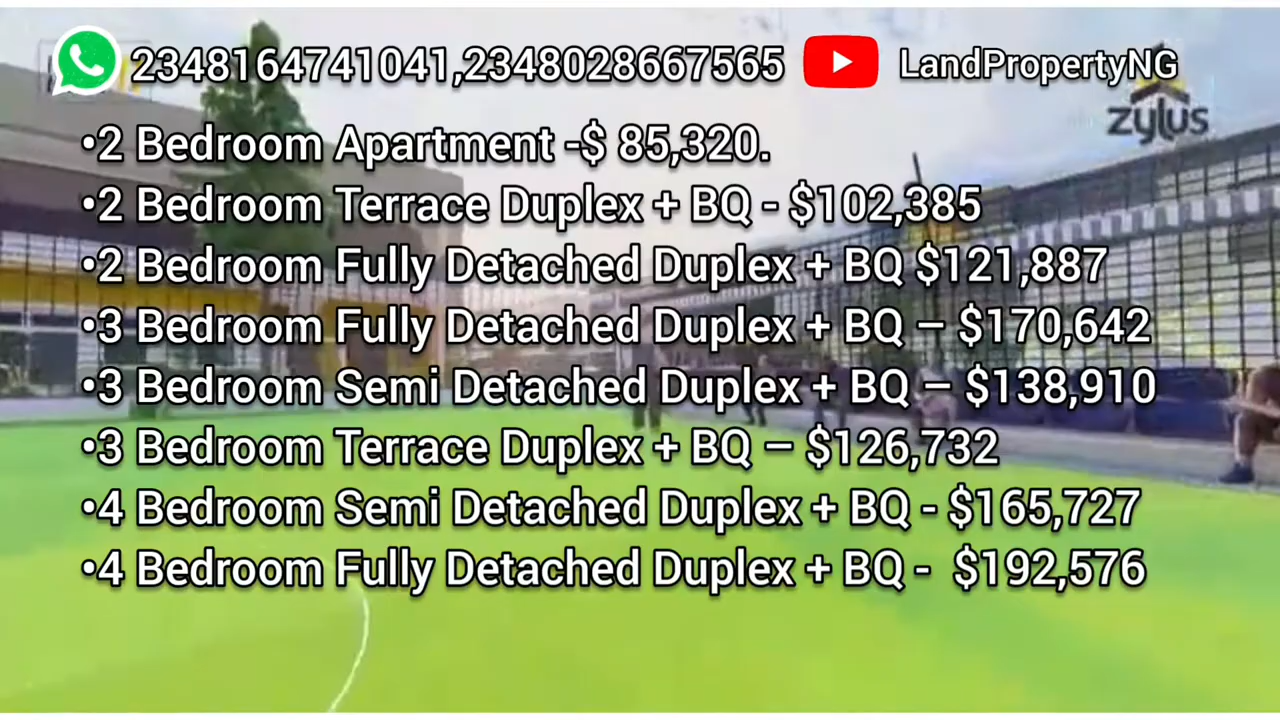 2348164741041,2348028667565 LandPropertyNG
zylus
•2 Bedroom Apartment -$ 85,320.
•2 Bedroom Terrace Duplex + BQ - $102,385
•2 Bedroom Fully Detached Duplex + BQ $121,887
•3 Bedroom Fully Detached Duplex + BQ – $170,642
•3 Bedroom Semi Detached Duplex + BQ – $138,910
•3 Bedroom Terrace Duplex + BQ – $126,732
•4 Bedroom Semi Detached Duplex + BQ - $165,727
•4 Bedroom Fully Detached Duplex + BQ -  $192,576